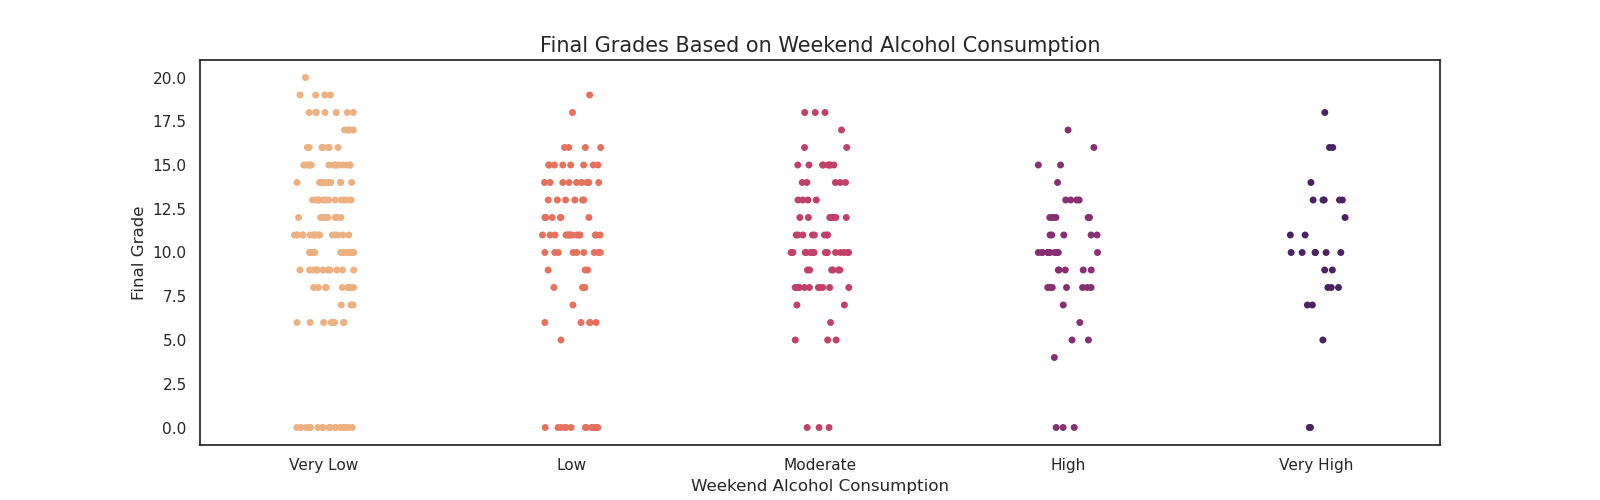 Final Grades Based on Weekend Alcohol Consumption
Final Grade
20.0
17.5
15.0
12.5
10.0
7.5
5.0
2.5
0.0
Very Low
Low
Moderate
High
Very High
Weekend Alcohol Consumption